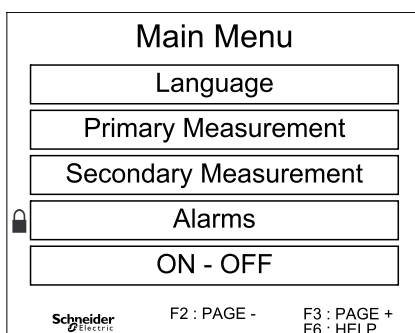 Main Menu
Language
Primary Measurement
Secondary Measurement
Alarms
ON - OFF
Schneider
Electric
F2 : PAGE -
F3 : PAGE +
F6 : HELP